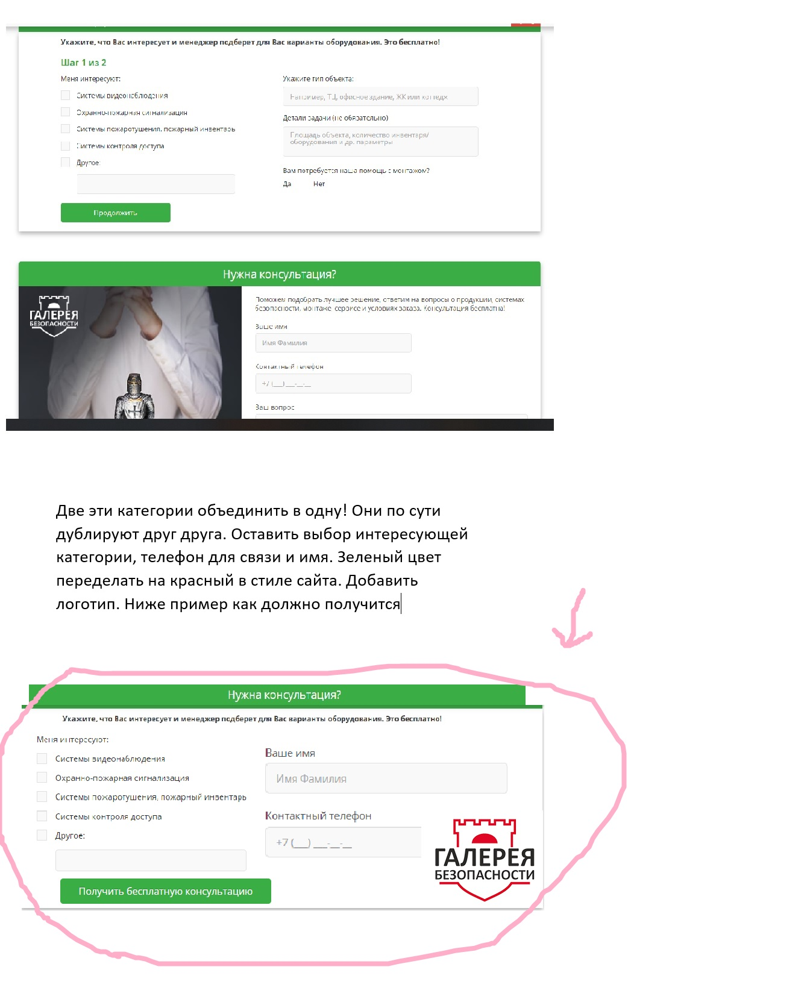 Укажите, что Вас интересует и менеджер подберет для Вас варианты оборудования. Это бесплатно!
Шаг 1 из 2
Меня интересуют:
Системы видеонаблюдения
Охранно-пожарная сигнализация
Системы пожаротушения, пожарный инвентарь
Системы контроля доступа
Другое:
Продолжить
Укажите тип объекта:
Например, ТЦ, офисное здание, ЖК или коттедж
Детали задачи (не обязательно)
Площадь объекта, количество инвентаря/
оборудования и др. параметры
Вам потребуется наша помощь с монтажом?
Да Нет
Нужна консультация?
ГАЛЕРЕЯ
БЕЗОПАСНОСТИ
Поможем подобрать лучшее решение, ответим на вопросы о продукции, системах
безопасности, монтаже, сервисе и условиях заказа. Консультация бесплатна!
Ваше имя
Имя Фамилия
Контактный телефон
+7 (___) ___-__-__
Ваш вопрос
Две эти категории объединить в одну! Они по сути
дублируют друг друга. Оставить выбор интересующей
категории, телефон для связи и имя. Зеленый цвет
переделать на красный в стиле сайта. Добавить
логотип. Ниже пример как должно получится
Нужна консультация?
Укажите, что Вас интересует и менеджер подберет для Вас варианты оборудования. Это бесплатно!
Меня интересуют:
Системы видеонаблюдения
Охранно-пожарная сигнализация
Системы пожаротушения, пожарный инвентарь
Системы контроля доступа
Другое:
Получить бесплатную консультацию
Ваше имя
Имя Фамилия
Контактный телефон
+7 (___) ___-__-__
ГАЛЕРЕЯ
БЕЗОПАСНОСТИ